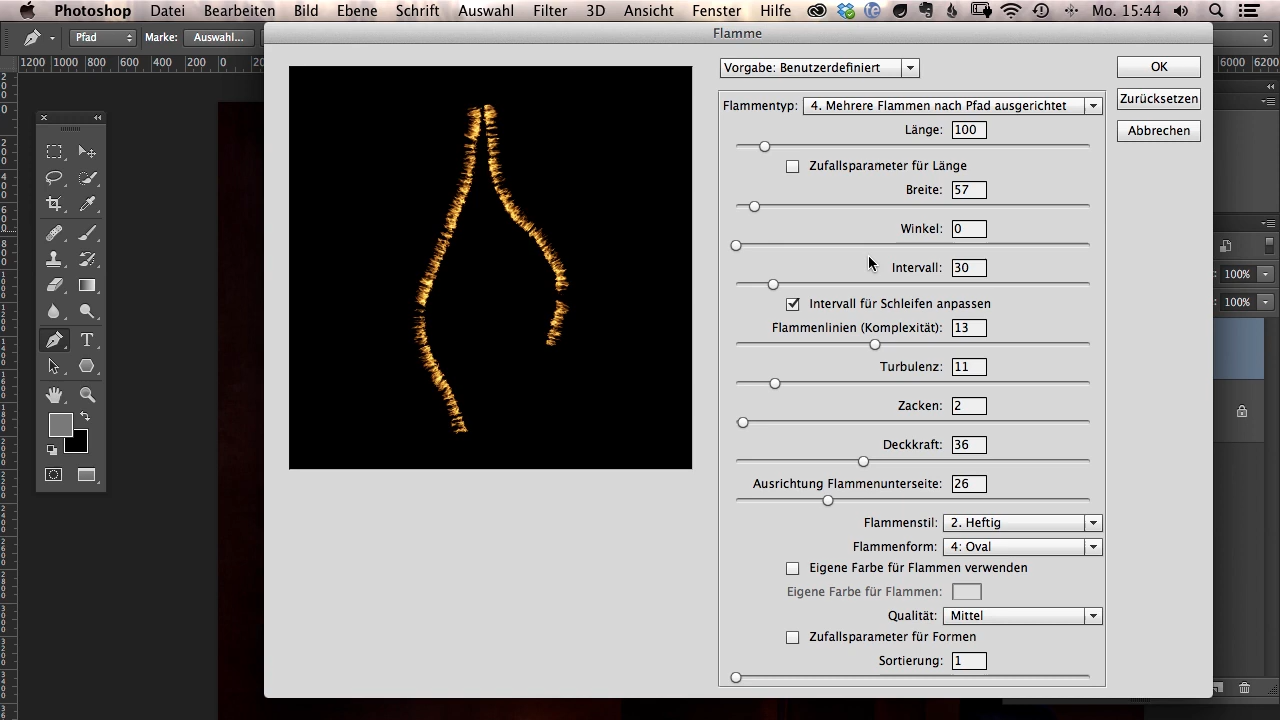 Photoshop Datei Bearbeiten Bild Ebene Schrift Auswahl Filter 3D Ansicht Fenster Hilfe Mo. 15:44
Pfad Marke: Auswahl...
Flamme
1200 1000 800 600 400 200 0 6000 6200
Vorgabe: Benutzerdefiniert
OK
Flammentyp: 4. Mehrere Flammen nach Pfad ausgerichtet
Zurücksetzen
Länge: 100
Abbrechen
Zufallsparameter für Länge
Breite: 57
Winkel: 0
Intervall: 30
100%
Intervall für Schleifen anpassen
100%
Flammenlinien (Komplexität): 13
Turbulenz: 11
Zacken: 2
Deckkraft: 36
Ausrichtung Flammenunterseite: 26
Flammenstil: 2. Heftig
Flammenform: 4: Oval
Eigene Farbe für Flammen verwenden
Eigene Farbe für Flammen:
Qualität: Mittel
Zufallsparameter für Formen
Sortierung: 1